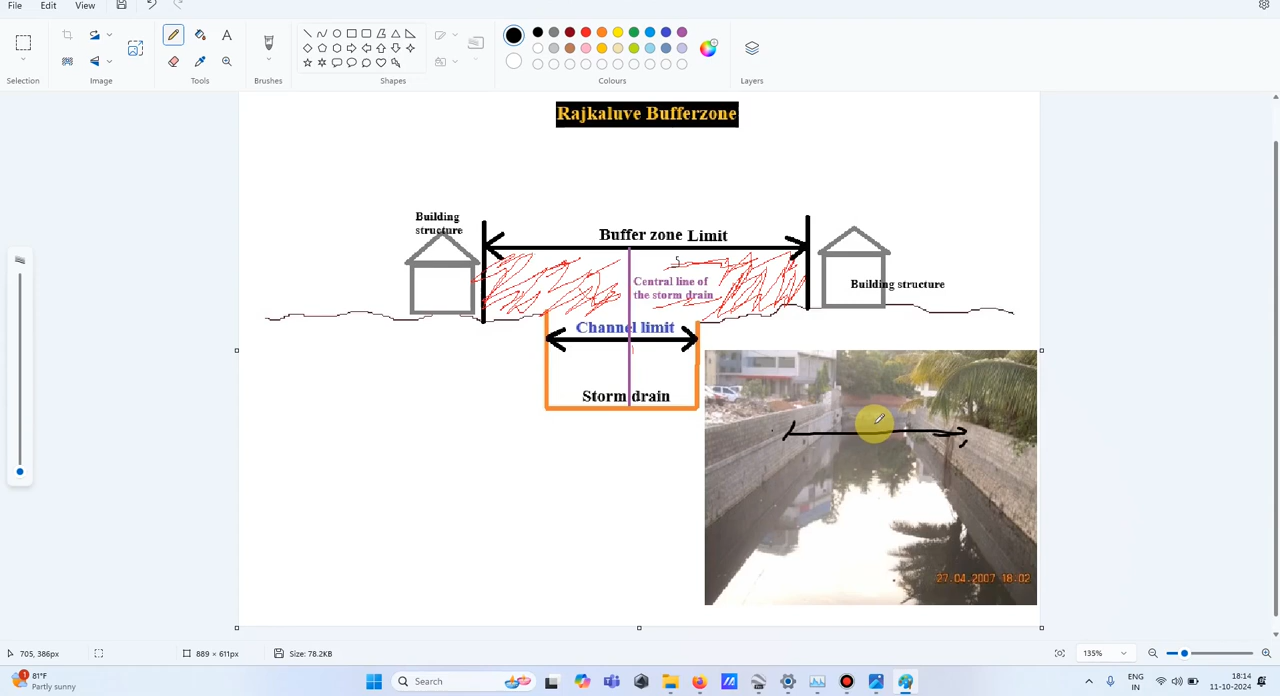 File Edit View
Selection
Image
Tools
Brushes
Shapes
Colours
Layers
Rajkaluve Bufferzone
Building
structure
Buffer zone Limit
Central line of
the storm drain
Building structure
Channel limit
Storm drain
27.04.2007 18:02
705, 386px
889 × 611px
Size: 78.2KB
135%
1
81°F
Partly sunny
Search
ENG
IN
18:14
11-10-2024